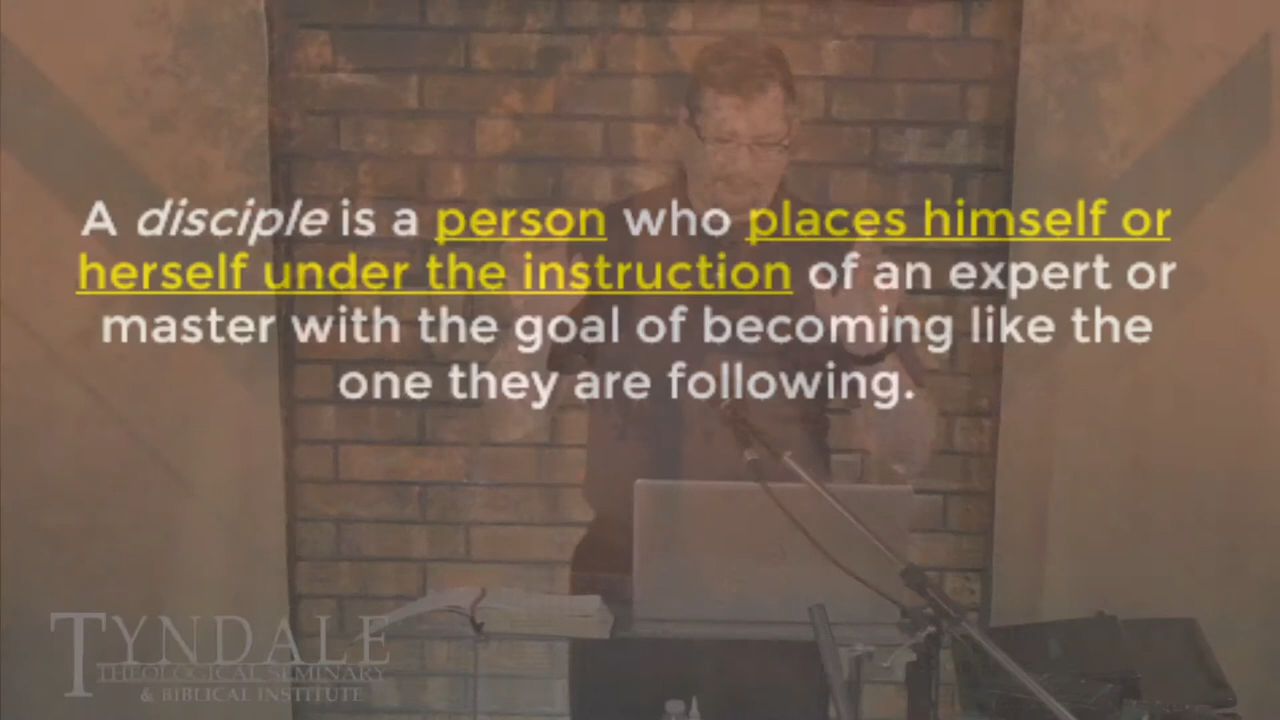 A disciple is a person who places himself or
herself under the instruction of an expert or
master with the goal of becoming like the
one they are following.
TYNDALE
THEOLOGICAL SEMINARY
& BIBLICAL INSTITUTE